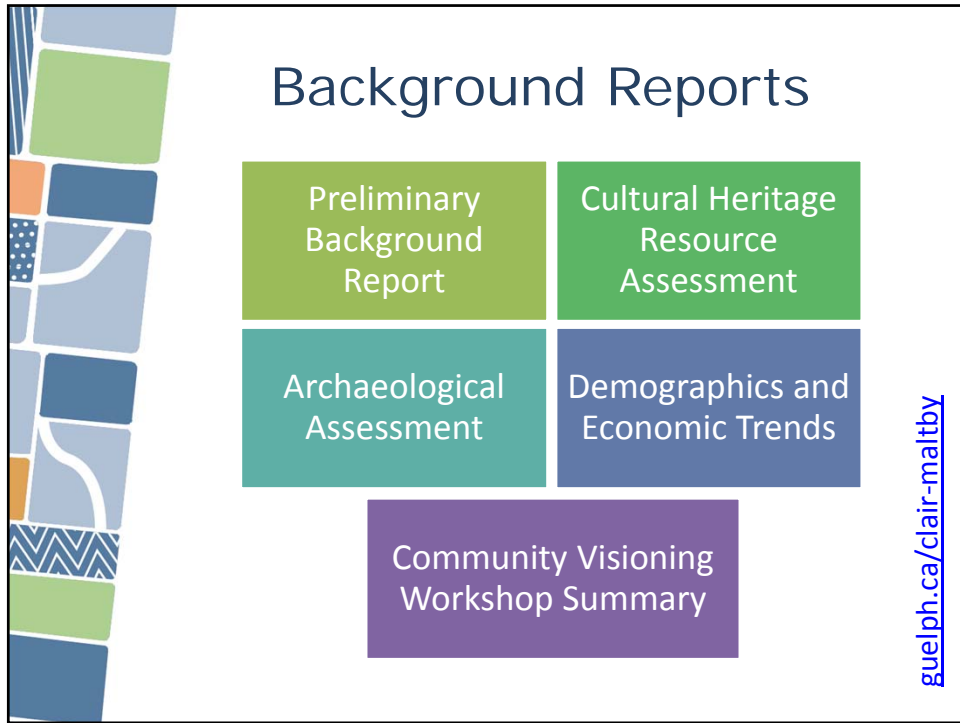 Background Reports
Preliminary
Background
Report
Cultural Heritage
Resource
Assessment
Archaeological
Assessment
Demographics and
Economic Trends
Community Visioning
Workshop Summary
guelph.ca/clair-maltby